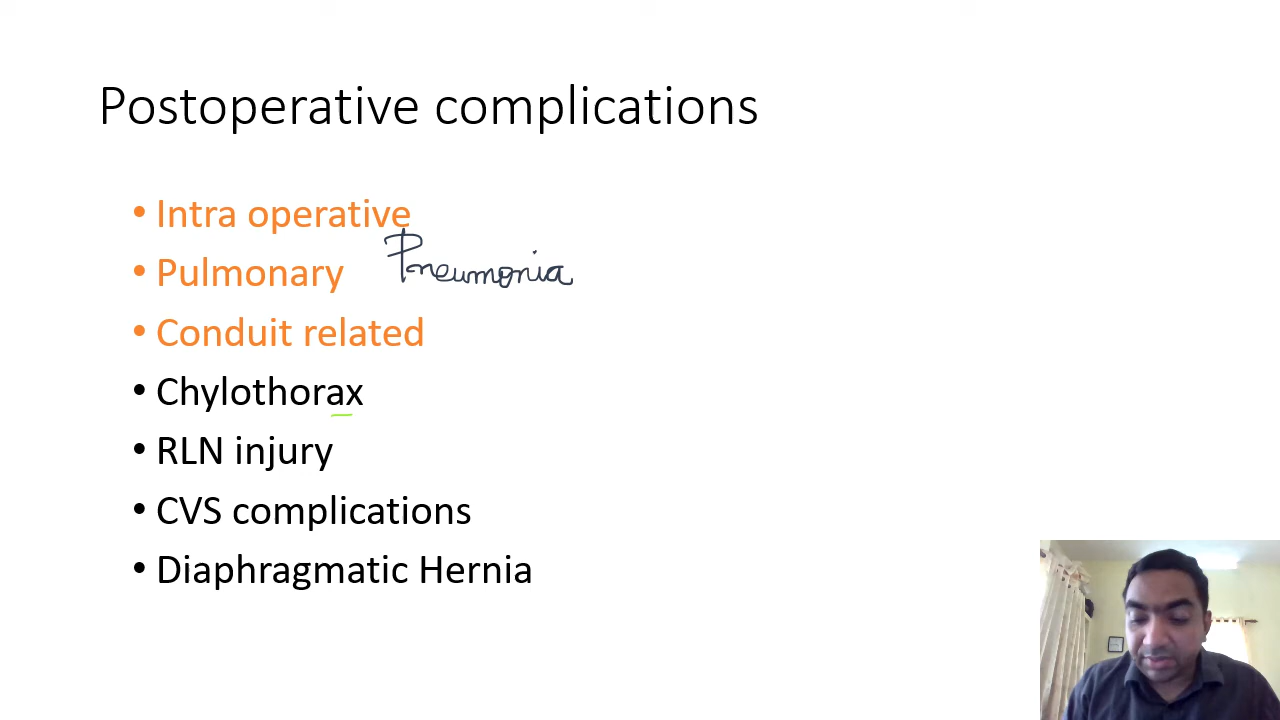 Postoperative complications
• Intra operative
• Pulmonary Pneumonia
• Conduit related
• Chylothorax
• RLN injury
• CVS complications
• Diaphragmatic Hernia